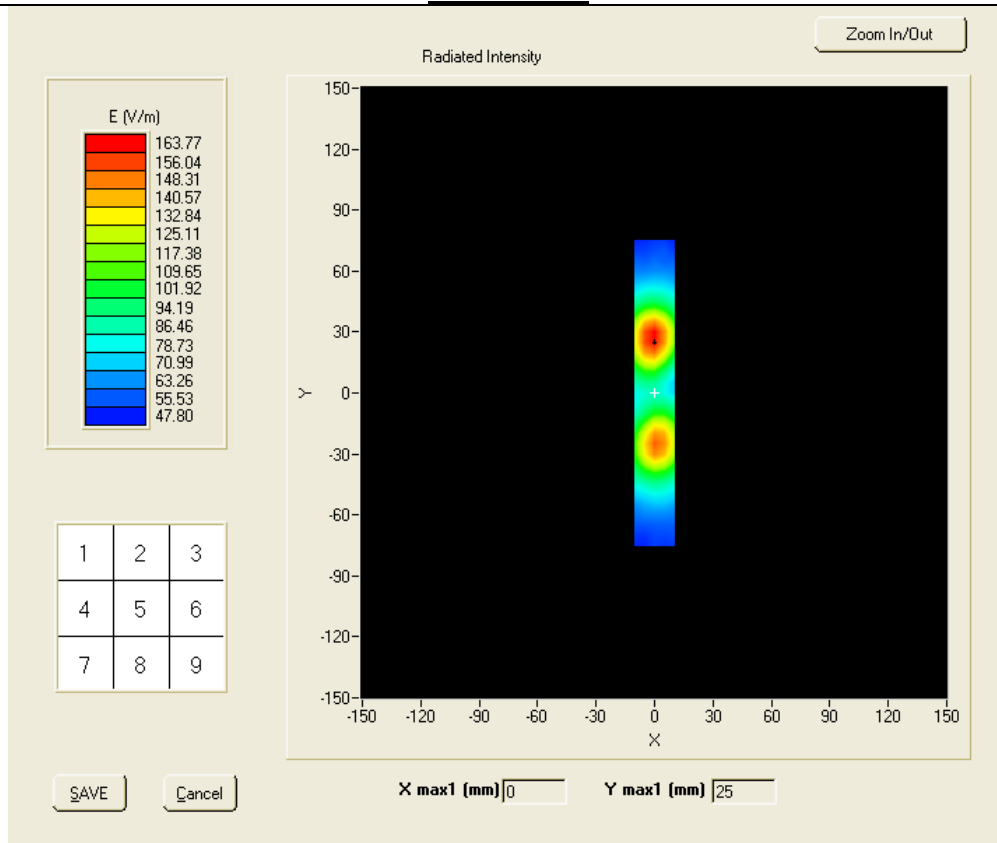 Zoom In/Out
Radiated Intensity
E (V/m)
163.77
156.04
148.31
140.57
132.84
125.11
117.38
109.65
101.92
94.19
86.46
78.73
70.99
63.26
55.53
47.80
150
120
90
60
30
0
-30
-60
-90
-120
-150
Y
-150 -120 -90 -60 -30 0 30 60 90 120 150
X
1 2 3
4 5 6
7 8 9
SAVE Cancel X max1 (mm) 0 Y max1 (mm) 25